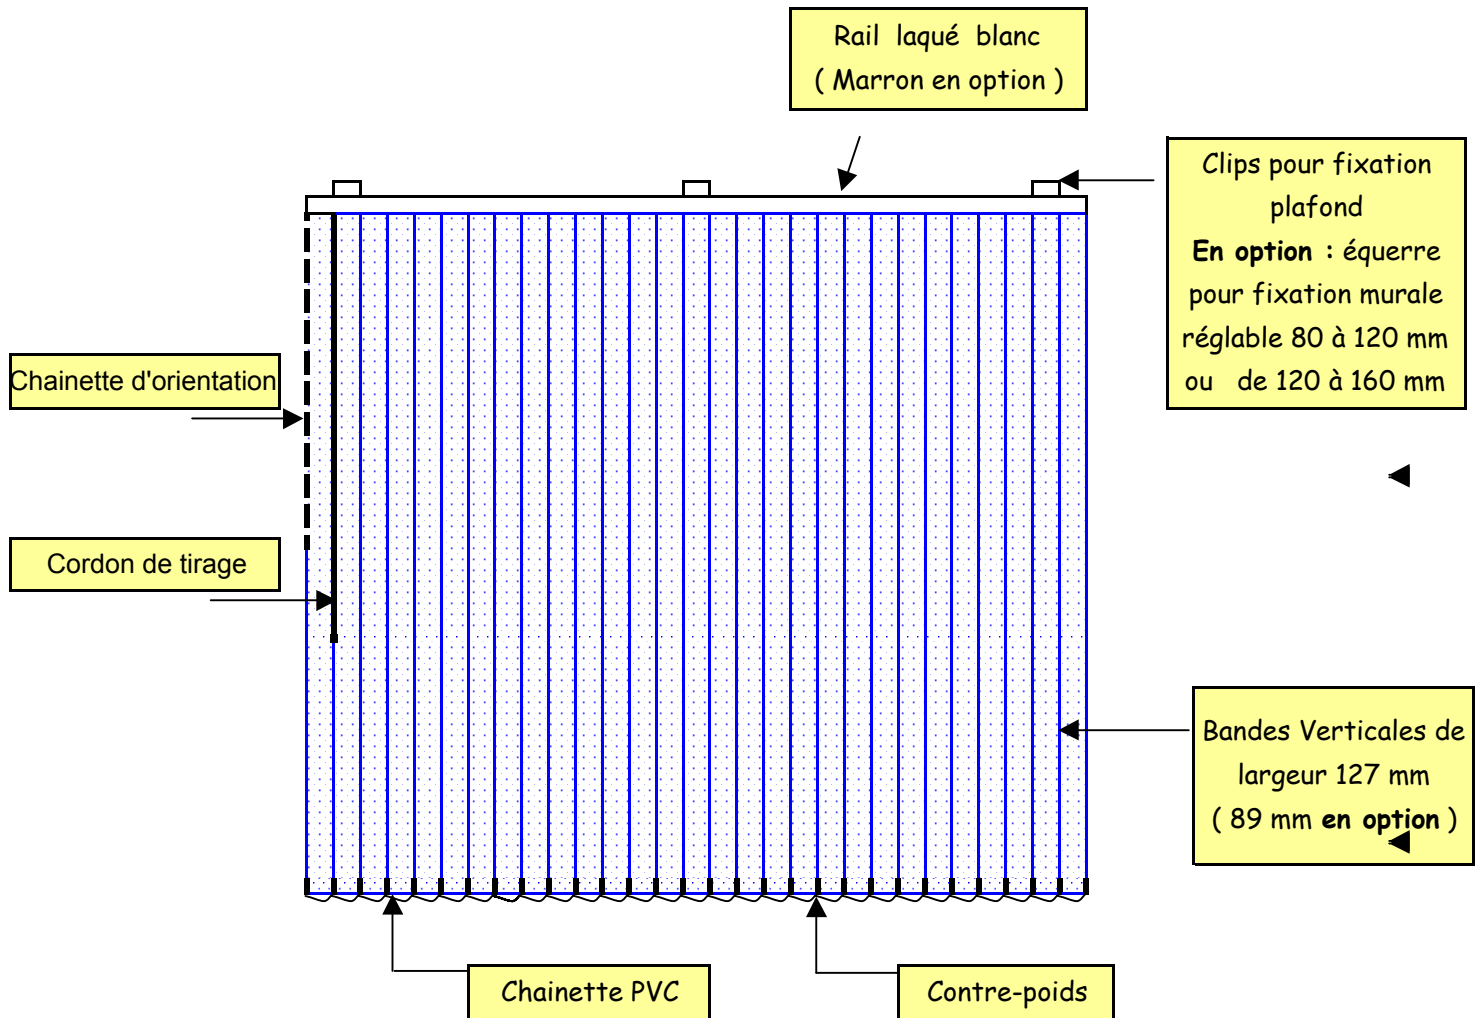 Rail laqué blanc
( Marron en option )
Clips pour fixation
plafond
En option : équerre
pour fixation murale
réglable 80 à 120 mm
ou de 120 à 160 mm
Chainette d'orientation
Cordon de tirage
Bandes Verticales de
largeur 127 mm
( 89 mm en option )
Chainette PVC
Contre-poids